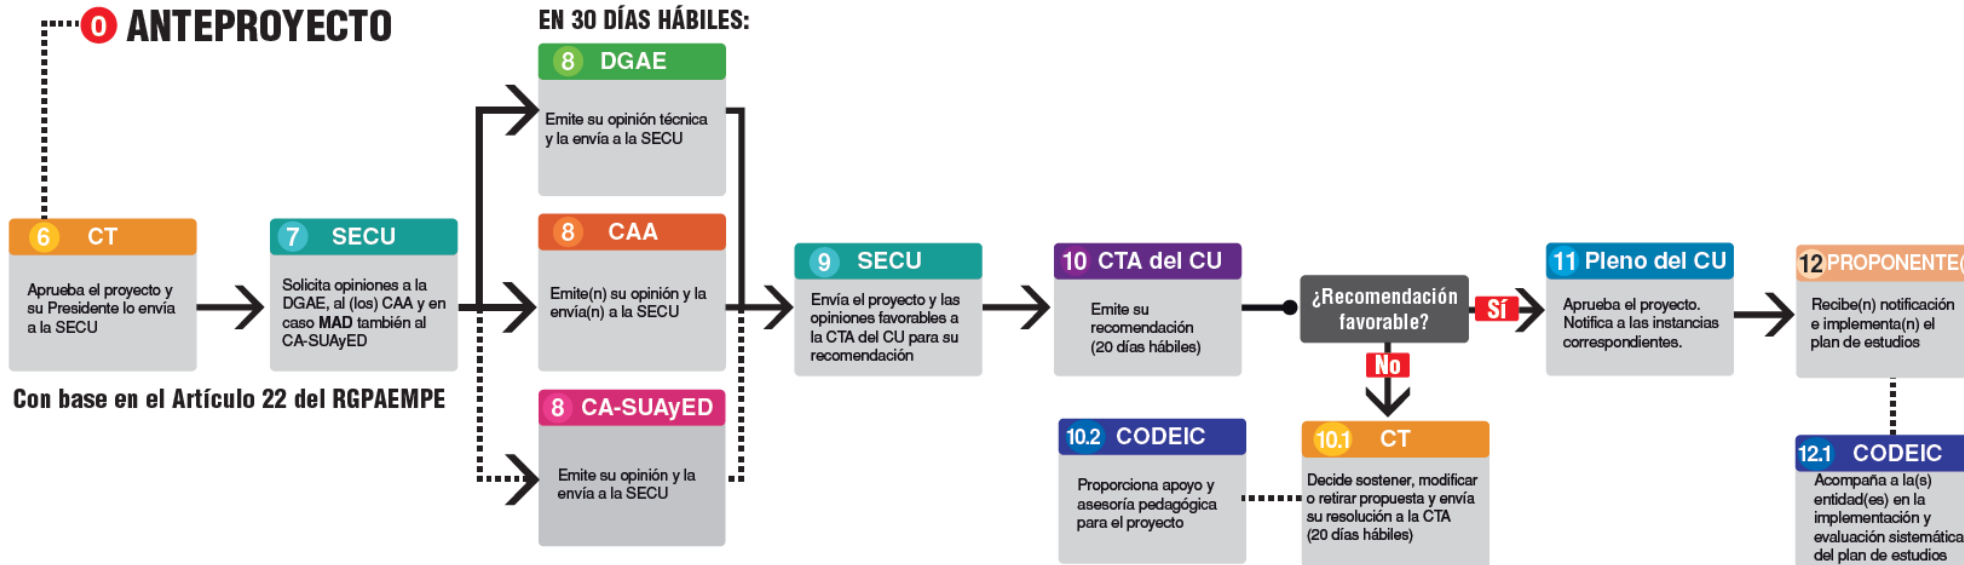 0 ANTEPROYECTO
EN 30 DÍAS HÁBILES:
6 CT
Aprueba el proyecto y
su Presidente lo envía
a la SECU
7 SECU
Solicita opiniones a la
DGAE, al (los) CAA y en
caso MAD también al
CA-SUAyED
Con base en el Artículo 22 del RGPAEMPE
8 DGAE
Emite su opinión técnica
y la envía a la SECU
8 CAA
Emite(n) su opinión y la
envía(n) a la SECU
8 CA-SUAyED
Emite su opinión y la
envía a la SECU
9 SECU
Envía el proyecto y las
opiniones favorables a
la CTA del CU para su
recomendación
10 CTA del CU
Emite su
recomendación
(20 días hábiles)
¿Recomendación
favorable?
Sí
No
10.1 CT
Decide sostener, modificar
o retirar propuesta y envía
su resolución a la CTA
(20 días hábiles)
10.2 CODEIC
Proporciona apoyo y
asesoría pedagógica
para el proyecto
11 Pleno del CU
Aprueba el proyecto.
Notifica a las instancias
correspondientes.
12 PROPONENTE(
Recibe(n) notificación
e implementa(n) el
plan de estudios
12.1 CODEIC
Acompaña a la(s)
entidad(es) en la
implementación y
evaluación sistemática
del plan de estudios